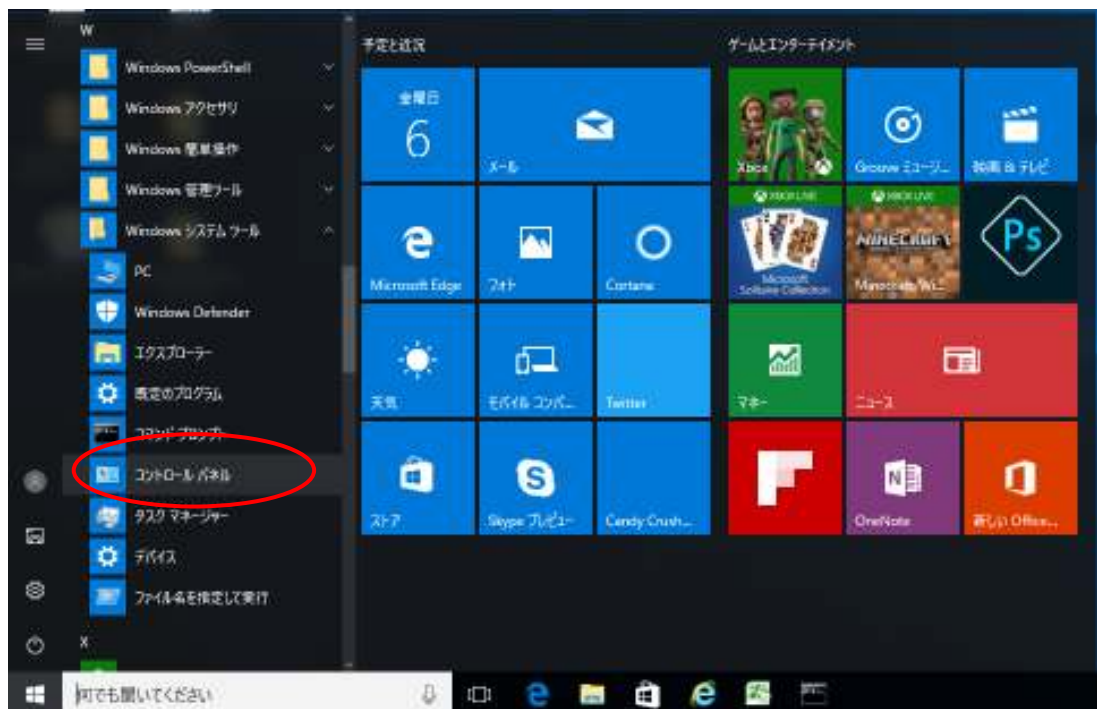 W
Windows PowerShell
Windows アクセサリ
Windows 簡単操作
Windows 管理ツール
Windows システム ツール
PC
Windows Defender
エクスプローラー
既定のプログラム
コマンド プロンプト
コントロール パネル
タスク マネージャー
デバイス
ファイル名を指定して実行
X
何でも聞いてください
予定と近況
金曜日
6
メール
Microsoft Edge
フォト
Cortana
天気
モバイル コンパ...
Twitter
ストア
Skype プレビュー
Candy Crush...
ゲームとエンターテイメント
Xbox
Groove ミュージ...
映画 & テレビ
XBOX LIVE
Microsoft
Solitaire Collection
XBOX LIVE
MINECRAFT
Minecraft: Wi...
Ps
マネー
ニュース
OneNote
新しい Office...